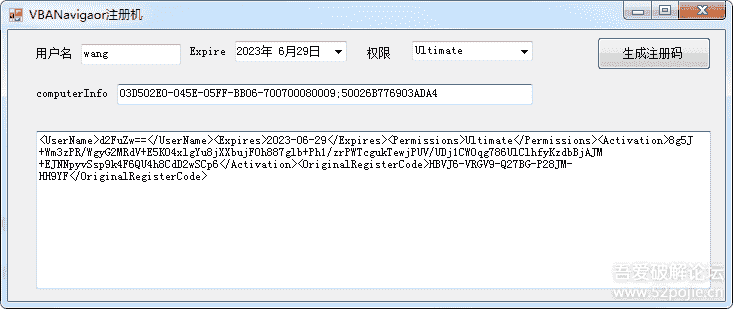 VBANavigaor注册机
用户名 wang Expire 2023年 6月29日 权限 Ultimate 生成注册码
computerInfo 03D502E0-045E-05FF-BB06-700700080009;50026B776903ADA4
<UserName>d2FuZw==</UserName><Expires>2023-06-29</Expires><Permissions>Ultimate</Permissions><Activation>8g5J
+Wm3zPR/WgyG2MRdV+E5KO4xlgYu8jXXbujFOh887glb+Ph1/zrPWTcgukTewjPUV/UDj1CWOqg786UlClhfyKzdbBjAJM
+EJNNpyvSsp9k4F6QU4h8CdD2wSCp6</Activation><OriginalRegisterCode>HBVJ6-VRGV9-Q27BG-P28JM-
HH9YF</OriginalRegisterCode>
吾爱破解论坛
www.52pojie.cn